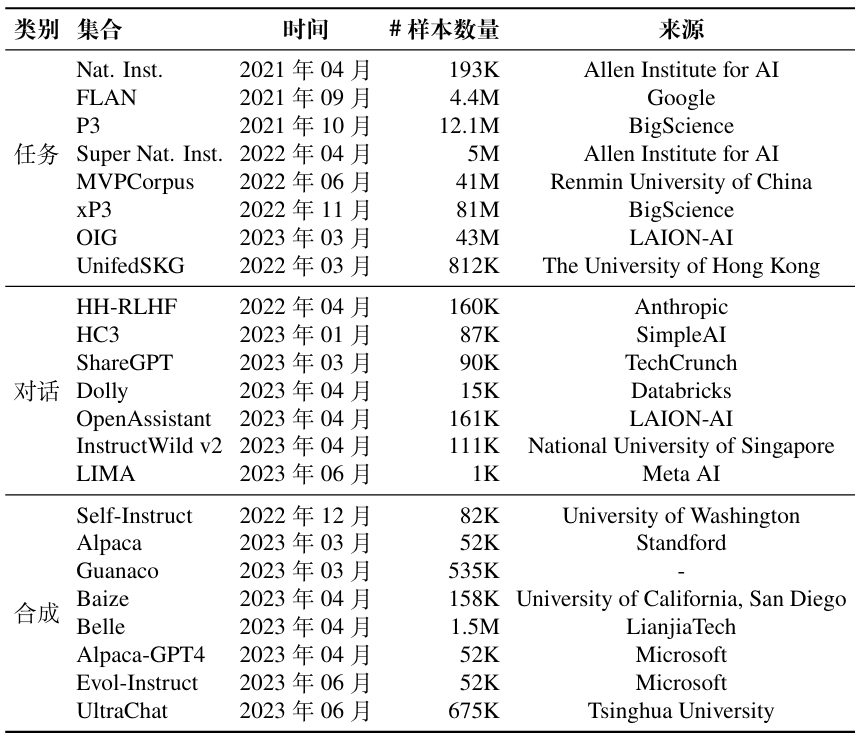 类别 集合 时间 # 样本数量 来源
Nat. Inst. 2021 年 04 月 193K Allen Institute for AI
FLAN 2021 年 09 月 4.4M Google
P3 2021 年 10 月 12.1M BigScience
任务 Super Nat. Inst. 2022 年 04 月 5M Allen Institute for AI
MVPCorpus 2022 年 06 月 41M Renmin University of China
xP3 2022 年 11 月 81M BigScience
OIG 2023 年 03 月 43M LAION-AI
UnifedSKG 2022 年 03 月 812K The University of Hong Kong
HH-RLHF 2022 年 04 月 160K Anthropic
HC3 2023 年 01 月 87K SimpleAI
ShareGPT 2023 年 03 月 90K TechCrunch
对话 Dolly 2023 年 04 月 15K Databricks
OpenAssistant 2023 年 04 月 161K LAION-AI
InstructWild v2 2023 年 04 月 111K National University of Singapore
LIMA 2023 年 06 月 1K Meta AI
Self-Instruct 2022 年 12 月 82K University of Washington
Alpaca 2023 年 03 月 52K Standford
Guanaco 2023 年 03 月 535K -
合成 Baize 2023 年 04 月 158K University of California, San Diego
Belle 2023 年 04 月 1.5M LianjiaTech
Alpaca-GPT4 2023 年 04 月 52K Microsoft
Evol-Instruct 2023 年 06 月 52K Microsoft
UltraChat 2023 年 06 月 675K Tsinghua University